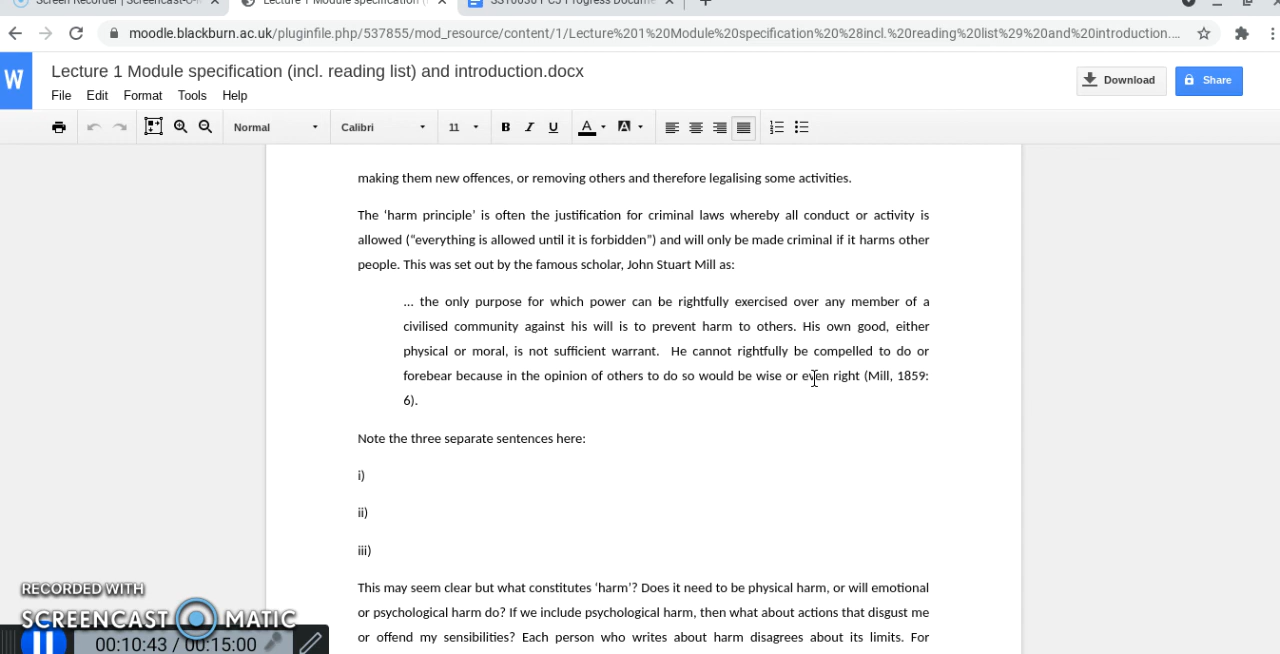 Lecture 1 Module specification (
moodle.blackburn.ac.uk/pluginfile.php/537855/mod_resource/content/1/Lecture%201%20Module%20specification%20%28incl.%20reading%20list%29%20and%20introduction....
W
Lecture 1 Module specification (incl. reading list) and introduction.docx
File Edit Format Tools Help
Download
Share
Normal Calibri 11 B I U A A
making them new offences, or removing others and therefore legalising some activities.
The ‘harm principle’ is often the justification for criminal laws whereby all conduct or activity is
allowed (“everything is allowed until it is forbidden”) and will only be made criminal if it harms other
people. This was set out by the famous scholar, John Stuart Mill as:
... the only purpose for which power can be rightfully exercised over any member of a
civilised community against his will is to prevent harm to others. His own good, either
physical or moral, is not sufficient warrant. He cannot rightfully be compelled to do or
forebear because in the opinion of others to do so would be wise or even right (Mill, 1859:
6).
Note the three separate sentences here:
i)
ii)
iii)
This may seem clear but what constitutes ‘harm’? Does it need to be physical harm, or will emotional
or psychological harm do? If we include psychological harm, then what about actions that disgust me
or offend my sensibilities? Each person who writes about harm disagrees about its limits. For
RECORDED WITH
SCREENCAST MATIC
00:10:43 / 00:15:00